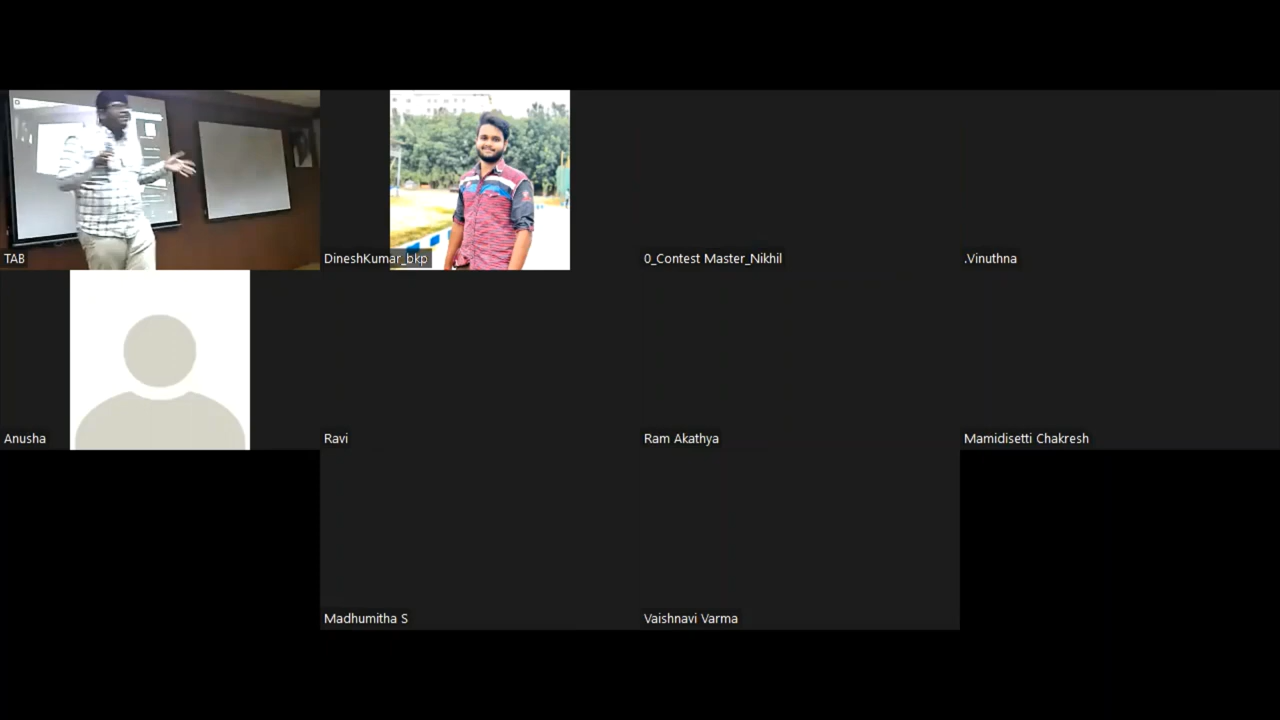 TAB
DineshKumar_bkp
0_Contest Master_Nikhil
.Vinuthna
Anusha
Ravi
Ram Akathya
Mamidisetti Chakresh
Madhumitha S
Vaishnavi Varma